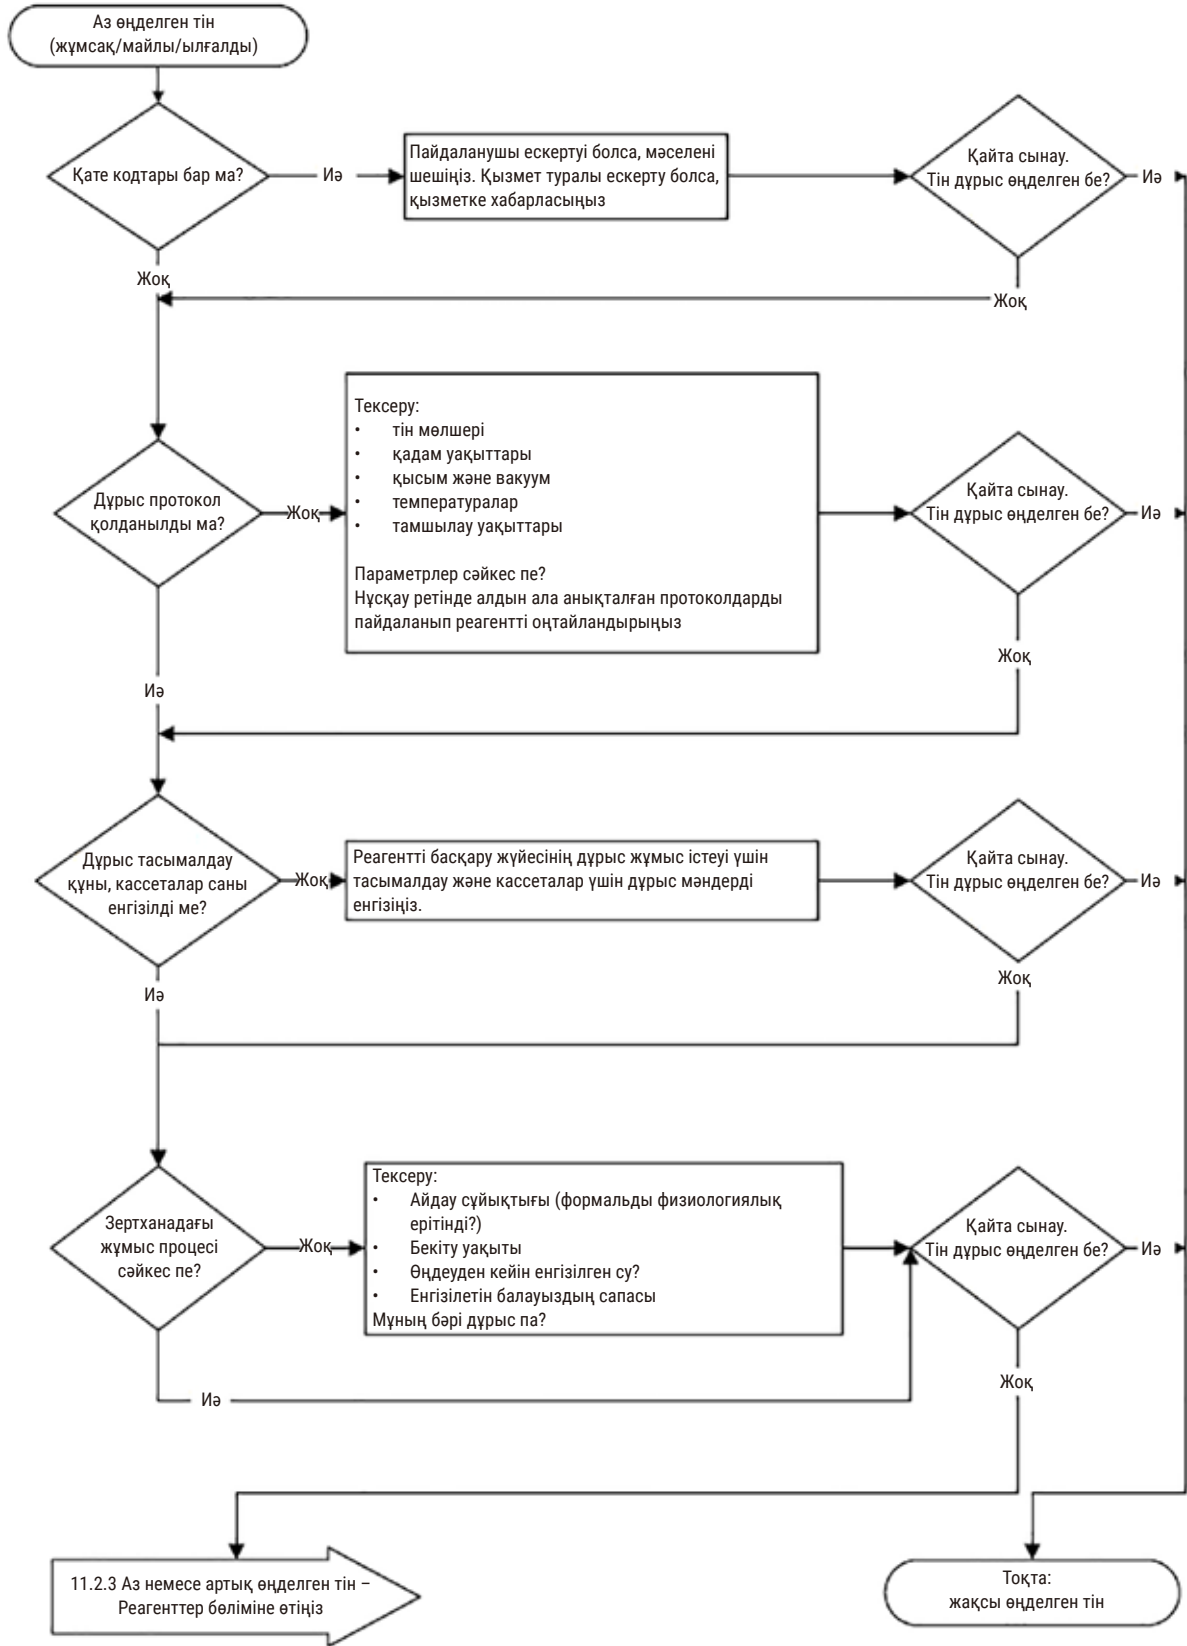 Аз өңделген тін
(жұмсақ/майлы/ылғалды)
Қате кодтары бар ма?
Иә
Пайдаланушы ескертуі болса, мәселені
шешіңіз. Қызмет туралы ескерту болса,
қызметке хабарласыңыз
Қайта сынау.
Тін дұрыс өңделген бе?
Иә
Жоқ
Жоқ
Дұрыс протокол
қолданылды ма?
Жоқ
Тексеру:
• тін мөлшері
• қадам уақыттары
• қысым және вакуум
• температуралар
• тамшылау уақыттары
Параметрлер сәйкес пе?
Нұсқау ретінде алдын ала анықталған протоколдарды
пайдаланып реагентті оңтайландырыңыз
Қайта сынау.
Тін дұрыс өңделген бе?
Иә
Жоқ
Иә
Дұрыс тасымалдау
құны, кассеталар саны
енгізілді ме?
Жоқ
Реагентті басқару жүйесінің дұрыс жұмыс істеуі үшін
тасымалдау және кассеталар үшін дұрыс мәндерді
енгізіңіз.
Қайта сынау.
Тін дұрыс өңделген бе?
Иә
Жоқ
Иә
Зертханадағы
жұмыс процесі
сәйкес пе?
Жоқ
Тексеру:
• Айдау сұйықтығы (формальды физиологиялық
ерітінді?)
• Бекіту уақыты
• Өңдеуден кейін енгізілген су?
• Енгізілетін балауыздың сапасы
Мұның бәрі дұрыс па?
Қайта сынау.
Тін дұрыс өңделген бе?
Иә
Жоқ
Иә
11.2.3 Аз немесе артық өңделген тін –
Реагенттер бөліміне өтіңіз
Тоқта:
жақсы өңделген тін